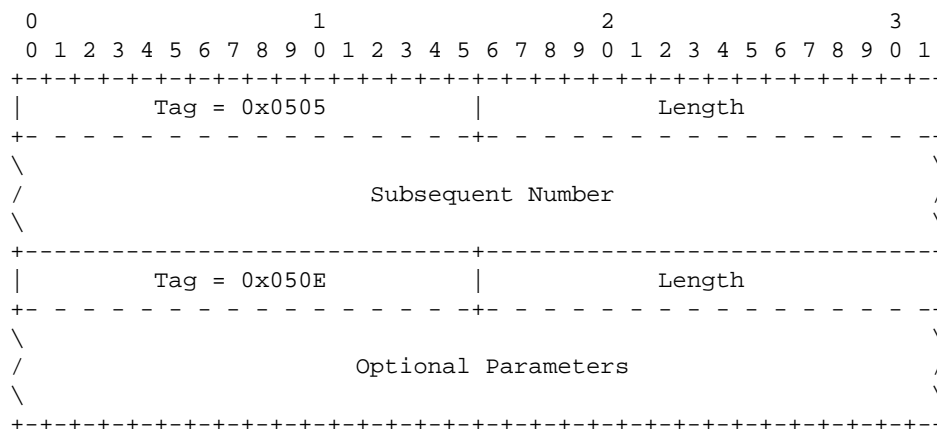 0                   1                   2                   3
0 1 2 3 4 5 6 7 8 9 0 1 2 3 4 5 6 7 8 9 0 1 2 3 4 5 6 7 8 9 0 1
+-+-+-+-+-+-+-+-+-+-+-+-+-+-+-+-+-+-+-+-+-+-+-+-+-+-+-+-+-+-+-+--
|         Tag = 0x0505          |            Length
+- - - - - - - - - - - - - - - -+- - - - - - - - - - - - - - - --
\                                                               \
/                        Subsequent Number                      /
\                                                               \
+-------------------------------+--------------------------------
|         Tag = 0x050E          |            Length
+- - - - - - - - - - - - - - - -+- - - - - - - - - - - - - - - --
\                                                               \
/                       Optional Parameters                     /
\                                                               \
+-+-+-+-+-+-+-+-+-+-+-+-+-+-+-+-+-+-+-+-+-+-+-+-+-+-+-+-+-+-+-+--